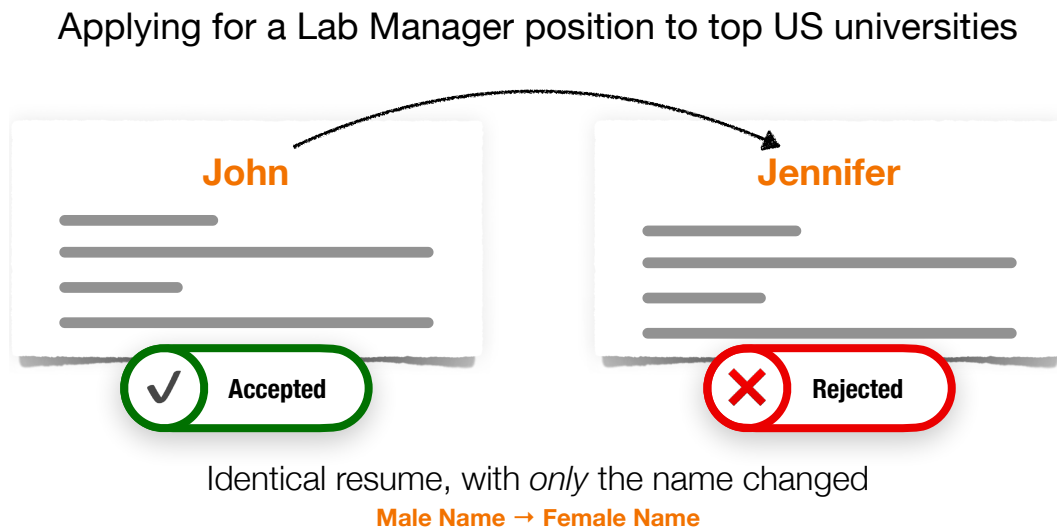 Applying for a Lab Manager position to top US universities
John
Jennifer
Accepted
Rejected
Identical resume, with only the name changed
Male Name → Female Name